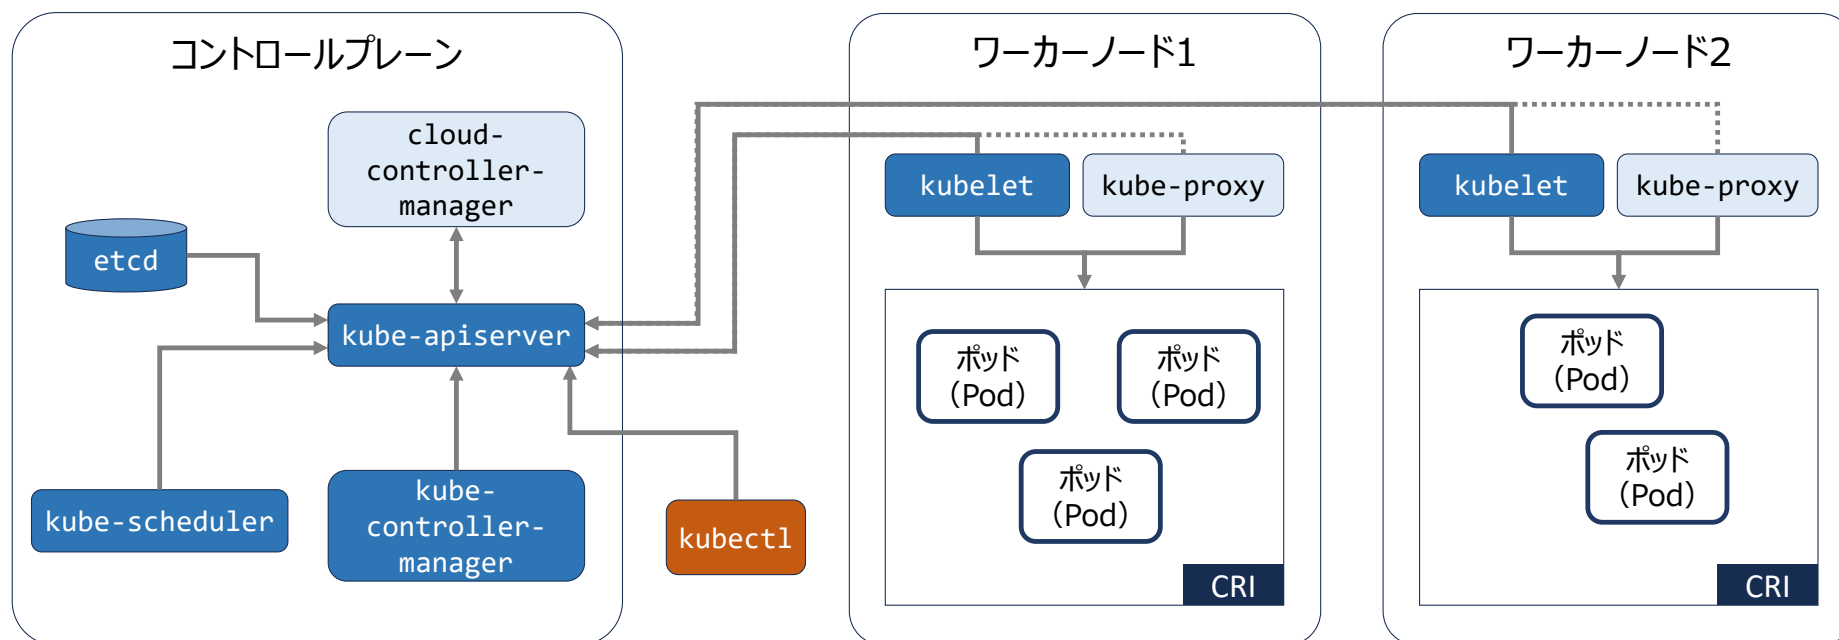 コントロールプレーン
cloud-
controller-
manager
etcd
kube-apiserver
kube-scheduler
kube-
controller-
manager
kubectl
ワーカーノード1
kubelet
kube-proxy
ポッド
（Pod）
ポッド
（Pod）
ポッド
（Pod）
CRI
ワーカーノード2
kubelet
kube-proxy
ポッド
（Pod）
ポッド
（Pod）
CRI